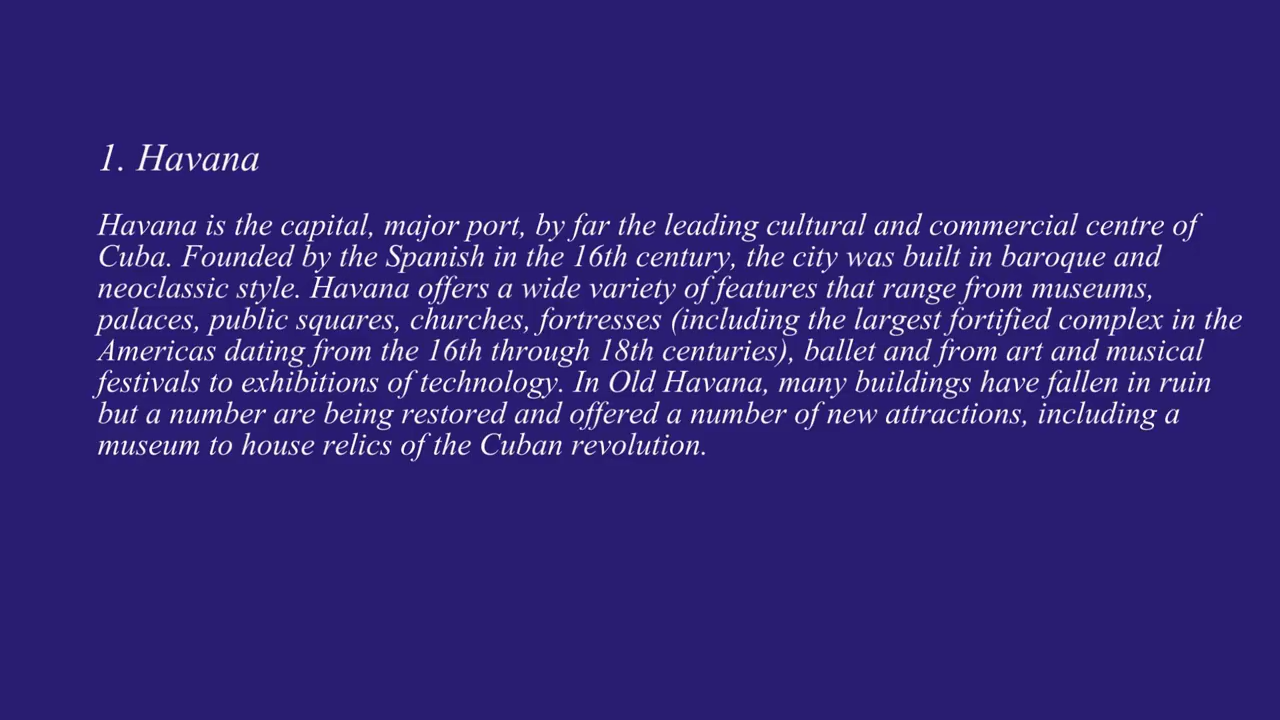 1. Havana
Havana is the capital, major port, by far the leading cultural and commercial centre of
Cuba. Founded by the Spanish in the 16th century, the city was built in baroque and
neoclassic style. Havana offers a wide variety of features that range from museums,
palaces, public squares, churches, fortresses (including the largest fortified complex in the
Americas dating from the 16th through 18th centuries), ballet and from art and musical
festivals to exhibitions of technology. In Old Havana, many buildings have fallen in ruin
but a number are being restored and offered a number of new attractions, including a
museum to house relics of the Cuban revolution.